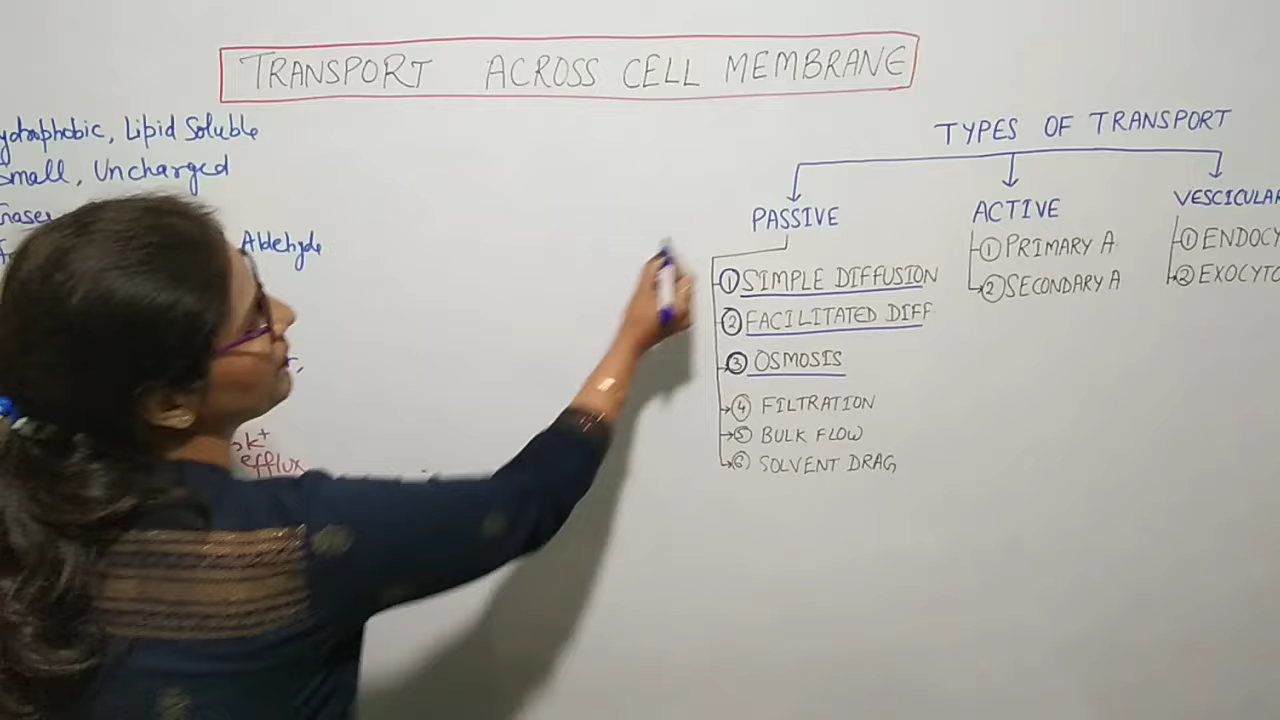 TRANSPORT ACROSS CELL MEMBRANE
ydrophobic, Lipid Soluble
Small, Uncharged
Gases
Aldehyde
K+
efflux
TYPES OF TRANSPORT
PASSIVE
① SIMPLE DIFFUSION
② FACILITATED DIFF
③ OSMOSIS
④ FILTRATION
⑤ BULK FLOW
⑥ SOLVENT DRAG
ACTIVE
① PRIMARY A
② SECONDARY A
VESCICULAR
① ENDOCY
② EXOCYTO